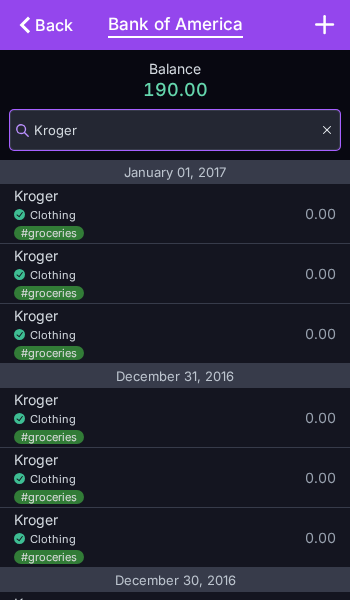 Back
Bank of America
Balance
190.00
Kroger
January 01, 2017
Kroger
Clothing
0.00
#groceries
Kroger
Clothing
0.00
#groceries
Kroger
Clothing
0.00
#groceries
December 31, 2016
Kroger
Clothing
0.00
#groceries
Kroger
Clothing
0.00
#groceries
Kroger
Clothing
0.00
#groceries
December 30, 2016